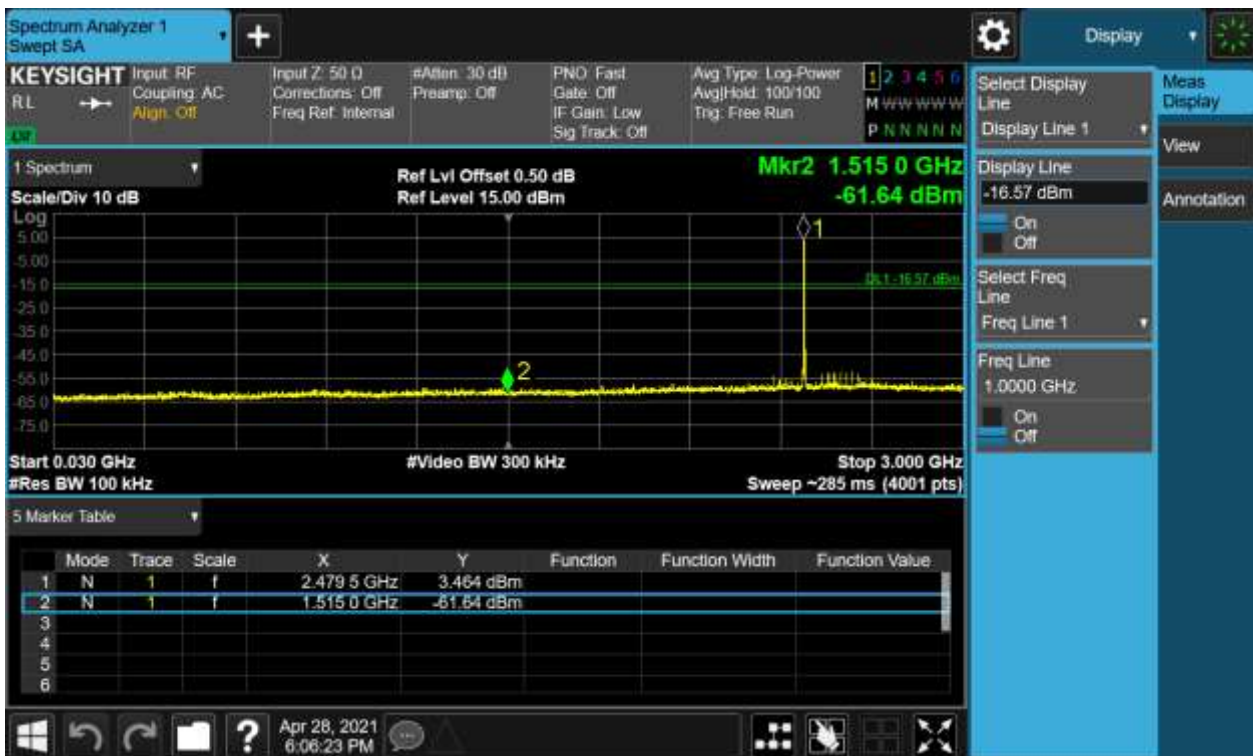 Spectrum Analyzer 1
Swept SA
+
Display
KEYSIGHT
RL
Input: RF
Coupling: AC
Align: Off
Input Z: 50 Ω
Corrections: Off
Freq Ref: Internal
#Atten: 30 dB
Preamp: Off
PNO: Fast
Gate: Off
IF Gain: Low
Sig Track: Off
Avg Type: Log-Power
Avg|Hold: 100/100
Trig: Free Run
1 2 3 4 5 6
M W W W W W
P N N N N N
1 Spectrum
Scale/Div 10 dB
Ref Lvl Offset 0.50 dB
Ref Level 15.00 dBm
Mkr2 1.515 0 GHz
-61.64 dBm
Log
5.00
-5.00
-15.0
-25.0
-35.0
-45.0
-55.0
-65.0
-75.0
1
DL1 -16.57 dBm
2
Start 0.030 GHz
#Video BW 300 kHz
Stop 3.000 GHz
#Res BW 100 kHz
Sweep ~285 ms (4001 pts)
5 Marker Table
Mode Trace Scale X Y Function Function Width Function Value
1 N 1 f 2.479 5 GHz 3.464 dBm
2 N 1 f 1.515 0 GHz -61.64 dBm
3
4
5
6
?
Apr 28, 2021
6:06:23 PM
Select Display
Line
Display Line 1
Display Line
-16.57 dBm
On
Off
Select Freq
Line
Freq Line 1
Freq Line
1.0000 GHz
On
Off
Meas
Display
View
Annotation